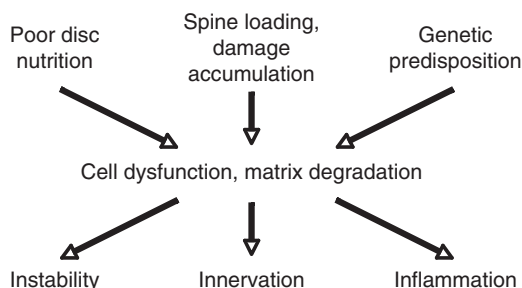 Poor disc
nutrition
Spine loading,
damage
accumulation
Genetic
predisposition
Cell dysfunction, matrix degradation
Instability
Innervation
Inflammation